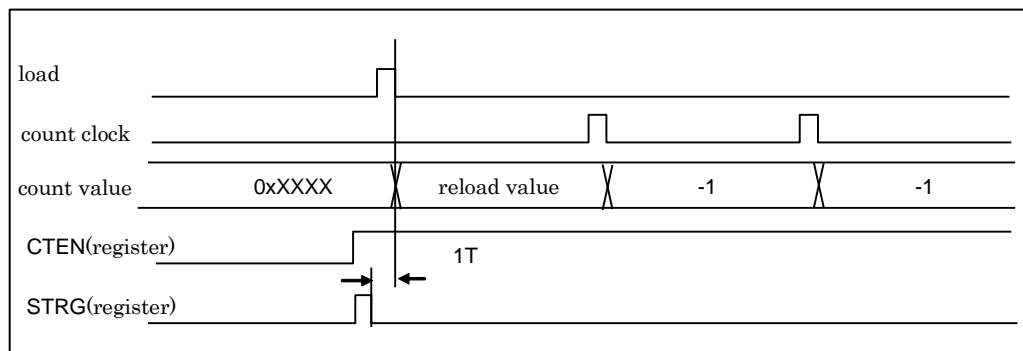 load
count clock
count value 0xXXXX reload value -1 -1
CTEN(register)
1T
STRG(register)